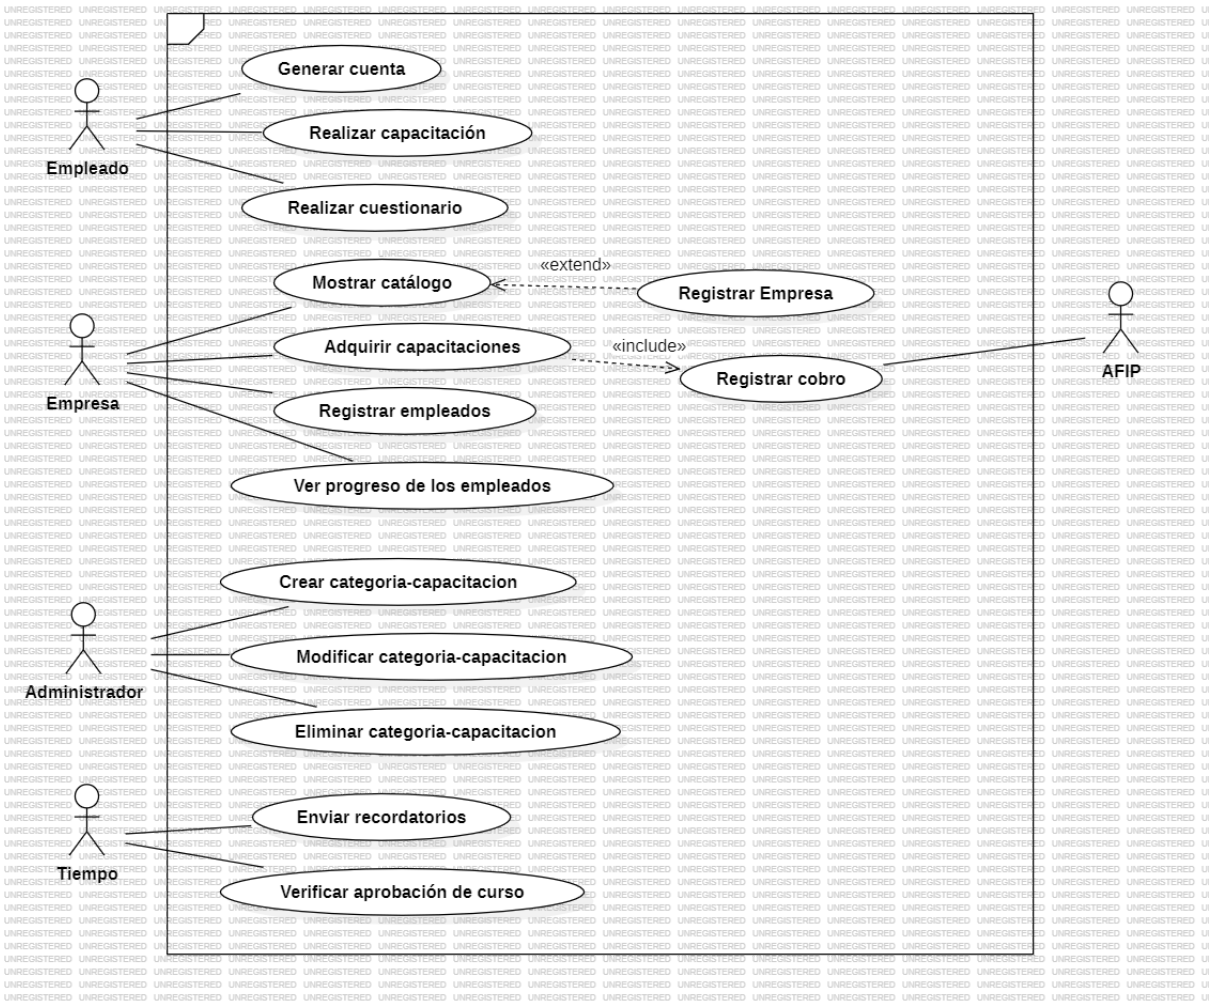 Generar cuenta
Realizar capacitación
Empleado
Realizar cuestionario
«extend»
Mostrar catálogo
Registrar Empresa
Adquirir capacitaciones
«include»
Registrar cobro
AFIP
Empresa
Registrar empleados
Ver progreso de los empleados
Crear categoria-capacitacion
Modificar categoria-capacitacion
Administrador
Eliminar categoria-capacitacion
Enviar recordatorios
Tiempo
Verificar aprobación de curso
UNREGISTERED